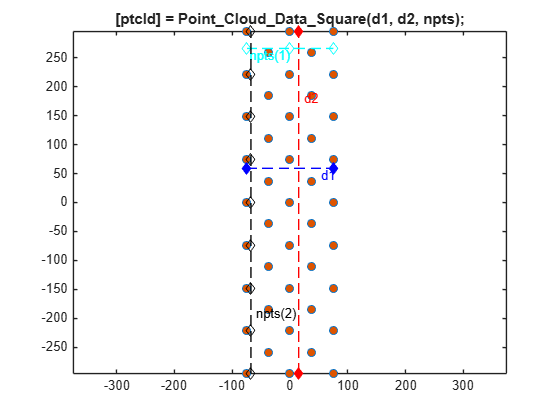 [ptcld] = Point_Cloud_Data_Square(d1, d2, npts);
npts(1)
d2
d1
npts(2)
250
200
150
100
50
0
-50
-100
-150
-200
-250
-300 -200 -100 0 100 200 300